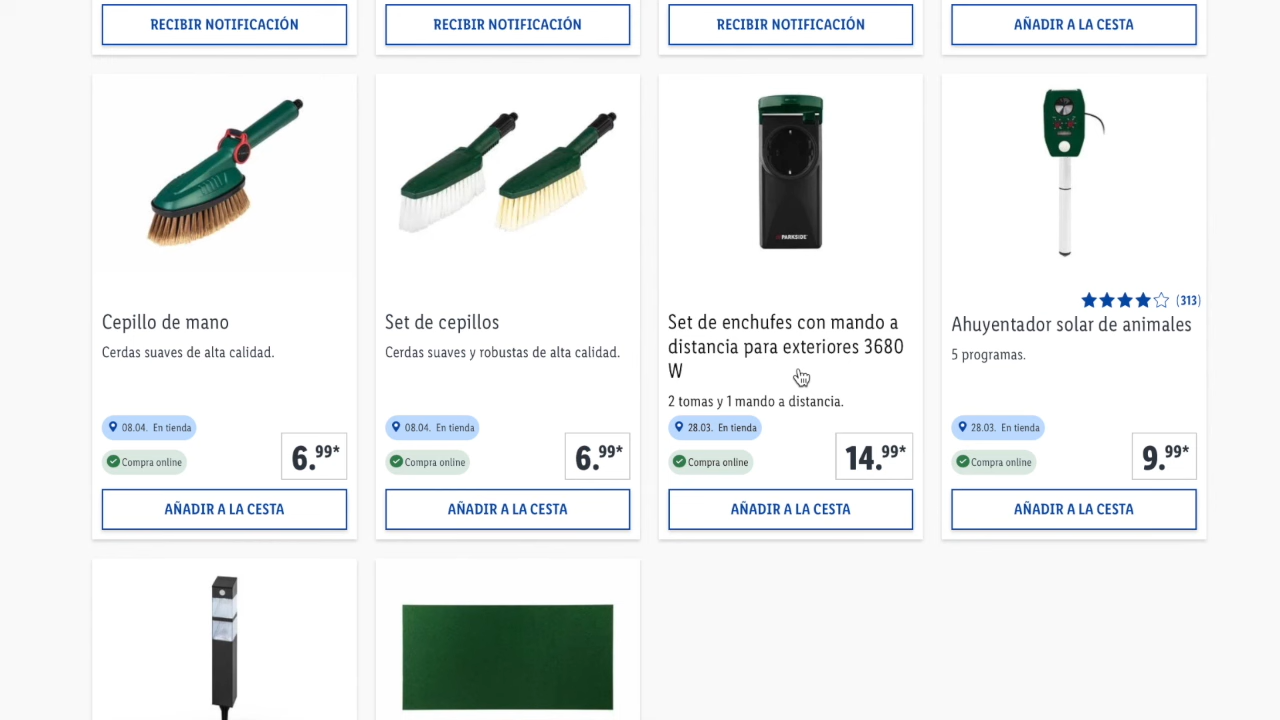 RECIBIR NOTIFICACIÓN
RECIBIR NOTIFICACIÓN
RECIBIR NOTIFICACIÓN
AÑADIR A LA CESTA
Cepillo de mano
Cerdas suaves de alta calidad.
08.04. En tienda
Compra online
6.99*
AÑADIR A LA CESTA
Set de cepillos
Cerdas suaves y robustas de alta calidad.
08.04. En tienda
Compra online
6.99*
AÑADIR A LA CESTA
PARKSIDE
Set de enchufes con mando a
distancia para exteriores 3680
W
2 tomas y 1 mando a distancia.
28.03. En tienda
Compra online
14.99*
AÑADIR A LA CESTA
(313)
Ahuyentador solar de animales
5 programas.
28.03. En tienda
Compra online
9.99*
AÑADIR A LA CESTA